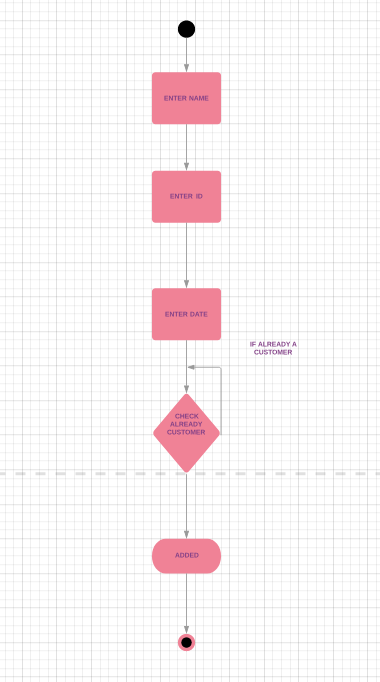 ENTER NAME
ENTER ID
ENTER DATE
IF ALREADY A
CUSTOMER
CHECK
ALREADY
CUSTOMER
ADDED